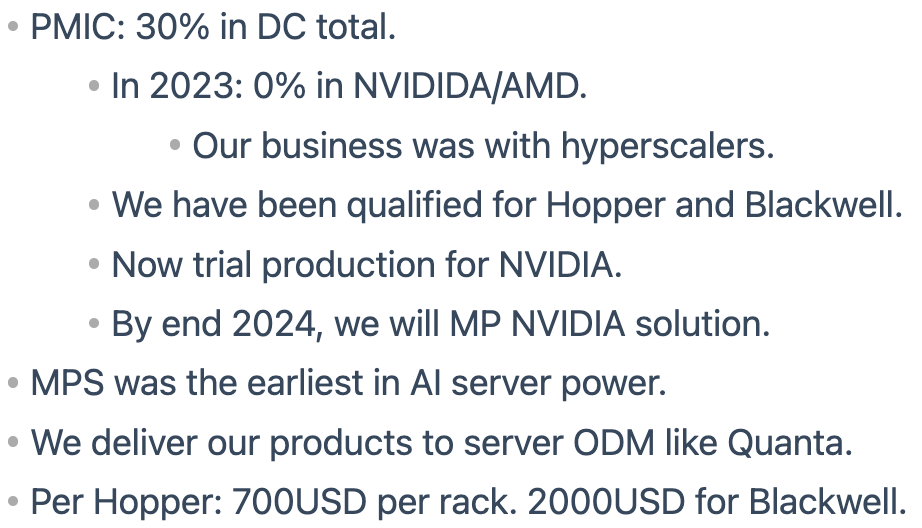 • PMIC: 30% in DC total.
• In 2023: 0% in NVIDIDA/AMD.
• Our business was with hyperscalers.
• We have been qualified for Hopper and Blackwell.
• Now trial production for NVIDIA.
• By end 2024, we will MP NVIDIA solution.
• MPS was the earliest in AI server power.
• We deliver our products to server ODM like Quanta.
• Per Hopper: 700USD per rack. 2000USD for Blackwell.